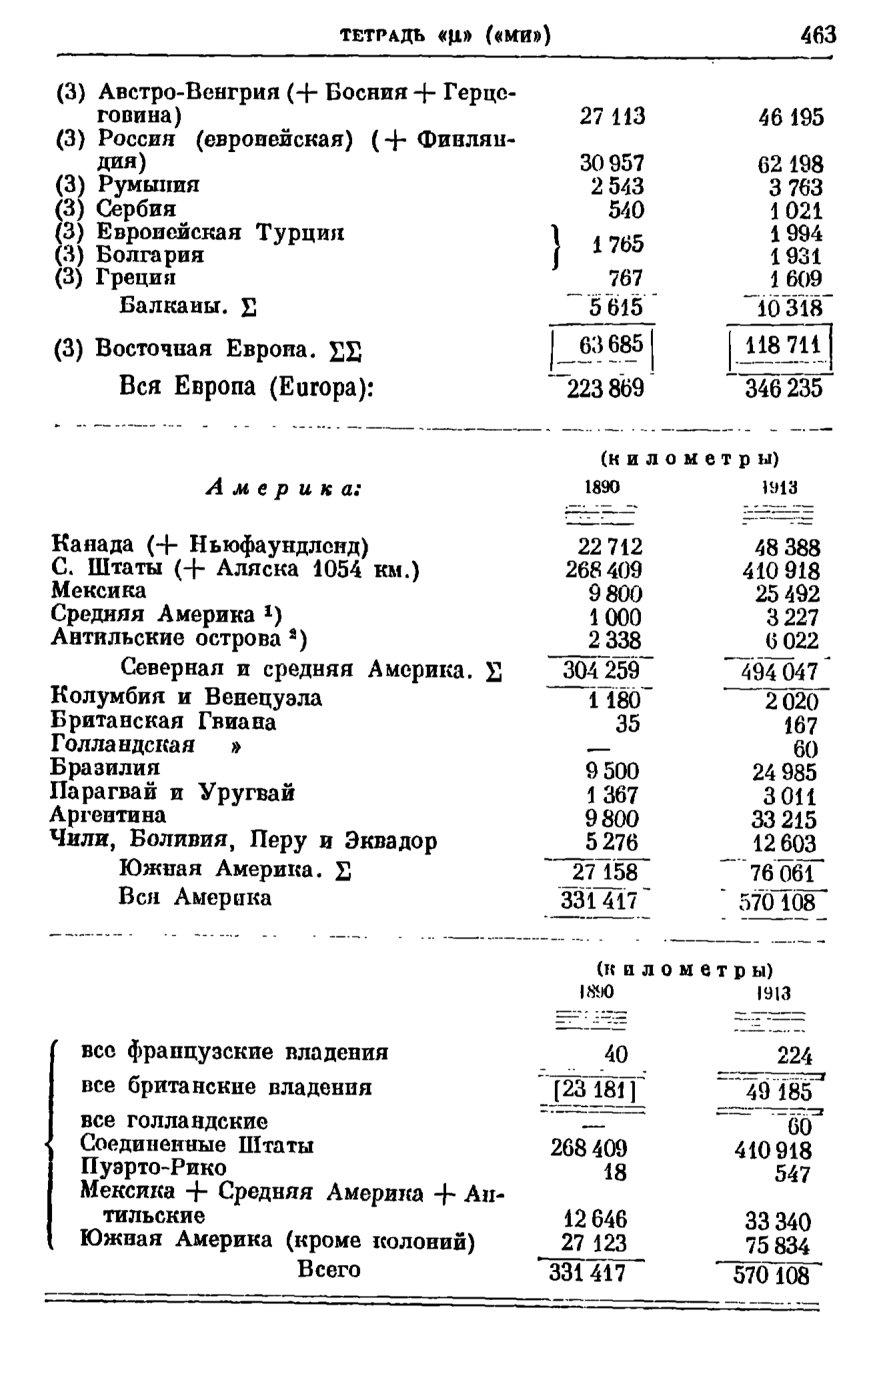 ТЕТРАДЬ «μ» («МИ») 463
(3) Австро-Венгрия (+ Босния + Герце-
говина) 27 113 46 195
(3) Россия (европейская) (+ Финлян-
дия) 30 957 62 198
(3) Румыния 2 543 3 763
(3) Сербия 540 1 021
(3) Европейская Турция } 1 765 1 994
(3) Болгария 1 931
(3) Греция 767 1 609
Балканы. Σ 5 615 10 318
(3) Восточная Европа. ΣΣ 63 685 118 711
Вся Европа (Europa): 223 869 346 235
(километры)
Америка: 1890 1913
Канада (+ Ньюфаундленд) 22 712 48 388
С. Штаты (+ Аляска 1054 км.) 268 409 410 918
Мексика 9 800 25 492
Средняя Америка ¹) 1 000 3 227
Антильские острова ²) 2 338 6 022
Северная и средняя Америка. Σ 304 259 494 047
Колумбия и Венецуэла 1 180 2 020
Британская Гвиана 35 167
Голландская » — 60
Бразилия 9 500 24 985
Парагвай и Уругвай 1 367 3 011
Аргентина 9 800 33 215
Чили, Боливия, Перу и Эквадор 5 276 12 603
Южная Америка. Σ 27 158 76 061
Вся Америка 331 417 570 108
(километры)
1890 1913
все французские владения 40 224
все британские владения [23 181] 49 185
все голландские — 60
Соединенные Штаты 268 409 410 918
Пуэрто-Рико 18 547
Мексика + Средняя Америка + Ан-
тильские 12 646 33 340
Южная Америка (кроме колоний) 27 123 75 834
Всего 331 417 570 108